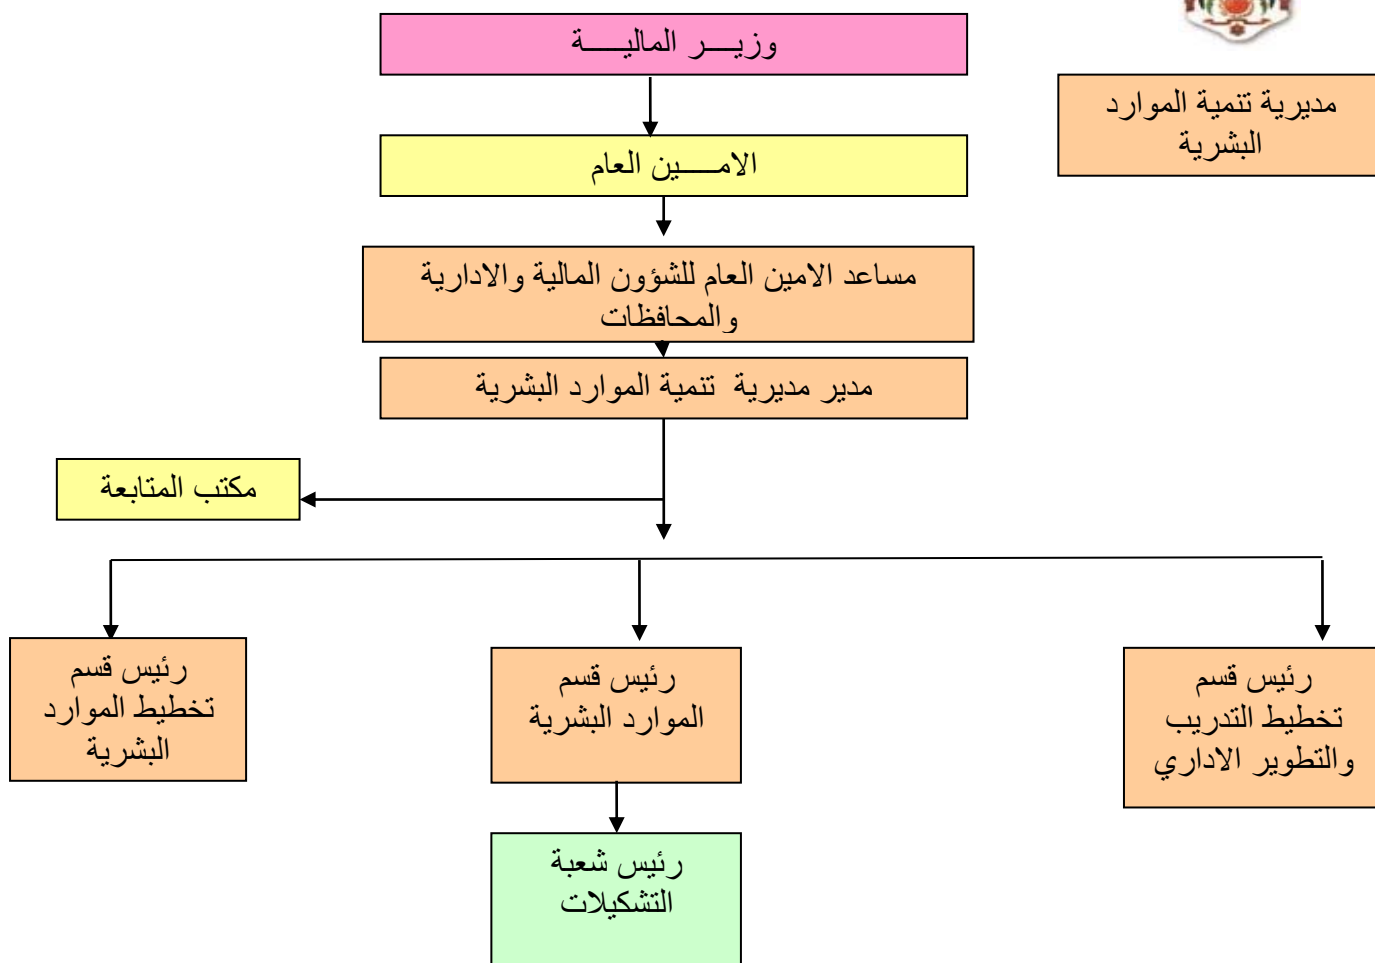 وزيــــر الماليـــــة
مديرية تنمية الموارد
البشرية
الامـــــين العام
مساعد الامين العام للشؤون المالية والادارية
والمحافظات
مدير مديرية تنمية الموارد البشرية
مكتب المتابعة
رئيس قسم
تخطيط التدريب
والتطوير الاداري
رئيس قسم
الموارد البشرية
رئيس قسم
تخطيط الموارد
البشرية
رئيس شعبة
التشكيلات